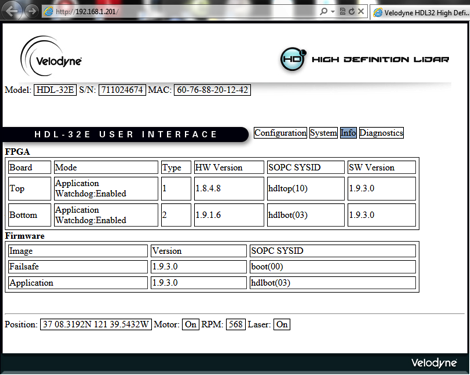 http://192.168.1.201/
Velodyne HDL32 High Defi...
Velodyne
HD HIGH DEFINITION LIDAR
Model: HDL-32E S/N: 711024674 MAC: 60-76-88-20-12-42
HDL-32E USER INTERFACE Configuration System Info Diagnostics
FPGA
Board Mode Type HW Version SOPC SYSID SW Version
Top Application Watchdog:Enabled 1 1.8.4.8 hdltop(10) 1.9.3.0
Bottom Application Watchdog:Enabled 2 1.9.1.6 hdlbot(03) 1.9.3.0
Firmware
Image Version SOPC SYSID
Failsafe 1.9.3.0 boot(00)
Application 1.9.3.0 hdlbot(03)
Position: 37 08.3192N 121 39.5432W Motor: On RPM: 568 Laser: On
Velodyne